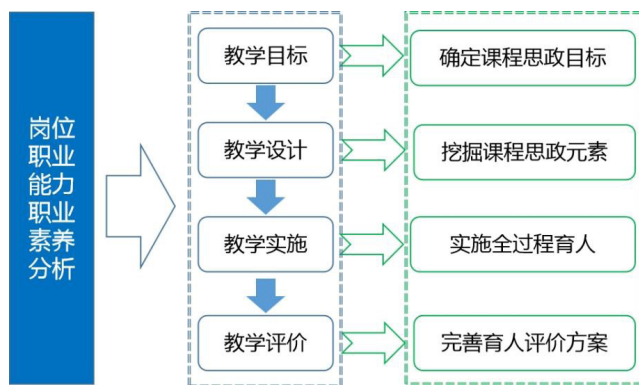 岗位
职业
能力
职业
素养
分析
教学目标
确定课程思政目标
教学设计
挖掘课程思政元素
教学实施
实施全过程育人
教学评价
完善育人评价方案